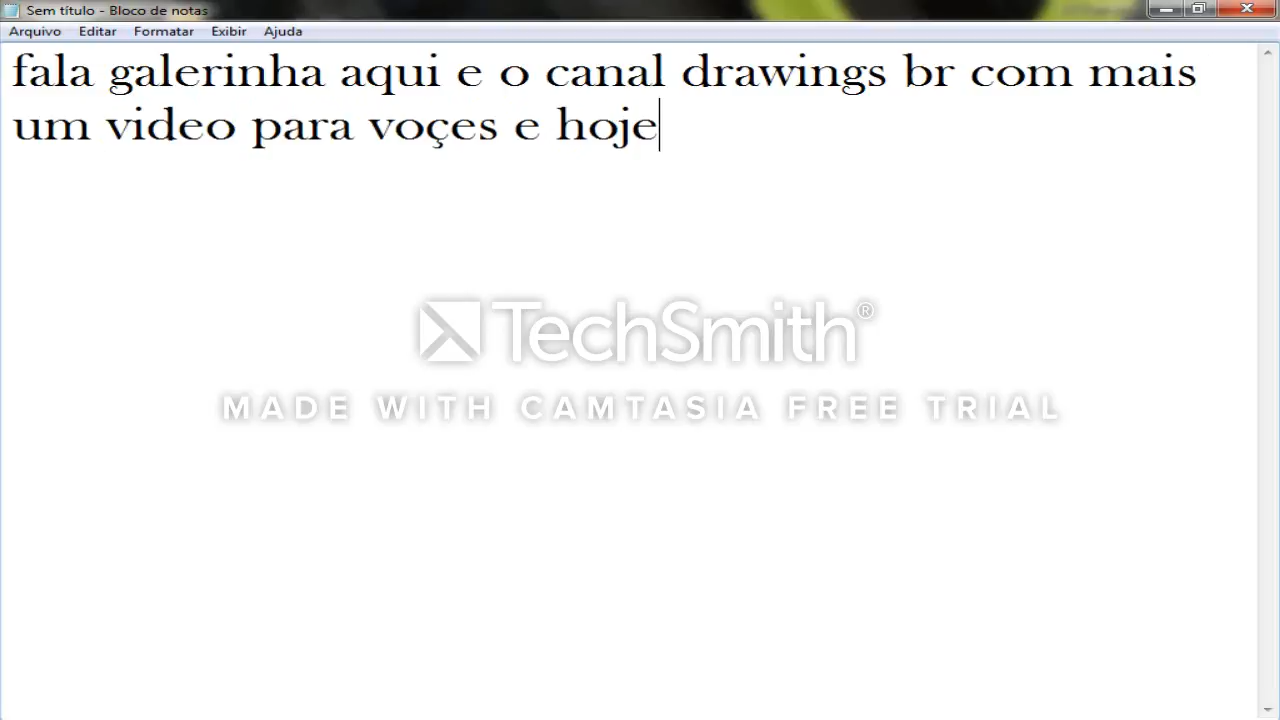 Sem título - Bloco de notas
Arquivo Editar Formatar Exibir Ajuda
fala galerinha aqui e o canal drawings br com mais
um video para voçes e hoje
TechSmith®
MADE WITH CAMTASIA FREE TRIAL